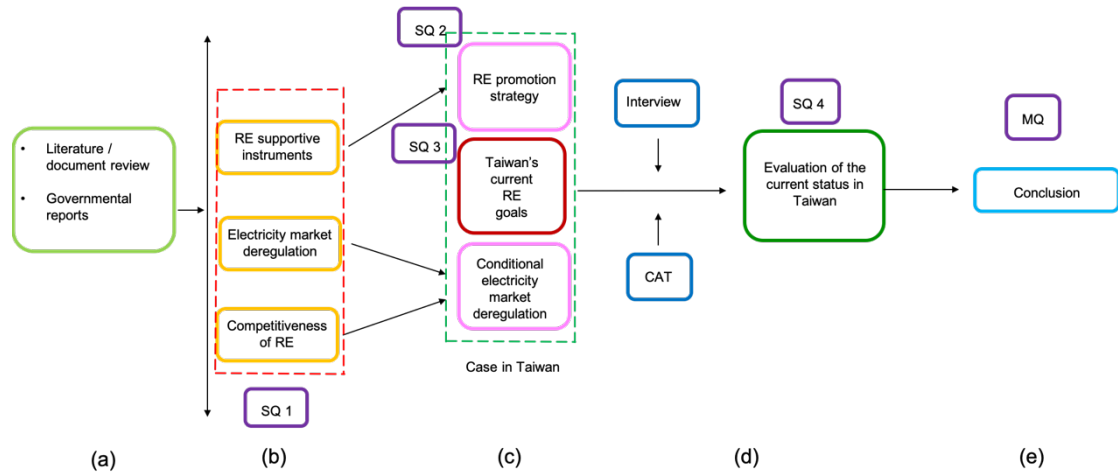 • Literature /
document review
• Governmental
reports
RE supportive
instruments
Electricity market
deregulation
Competitiveness
of RE
SQ 1
SQ 2
RE promotion
strategy
SQ 3
Taiwan's
current
RE
goals
Conditional
electricity
market
deregulation
Case in Taiwan
Interview
CAT
SQ 4
Evaluation of the
current status in
Taiwan
MQ
Conclusion
(a)
(b)
(c)
(d)
(e)